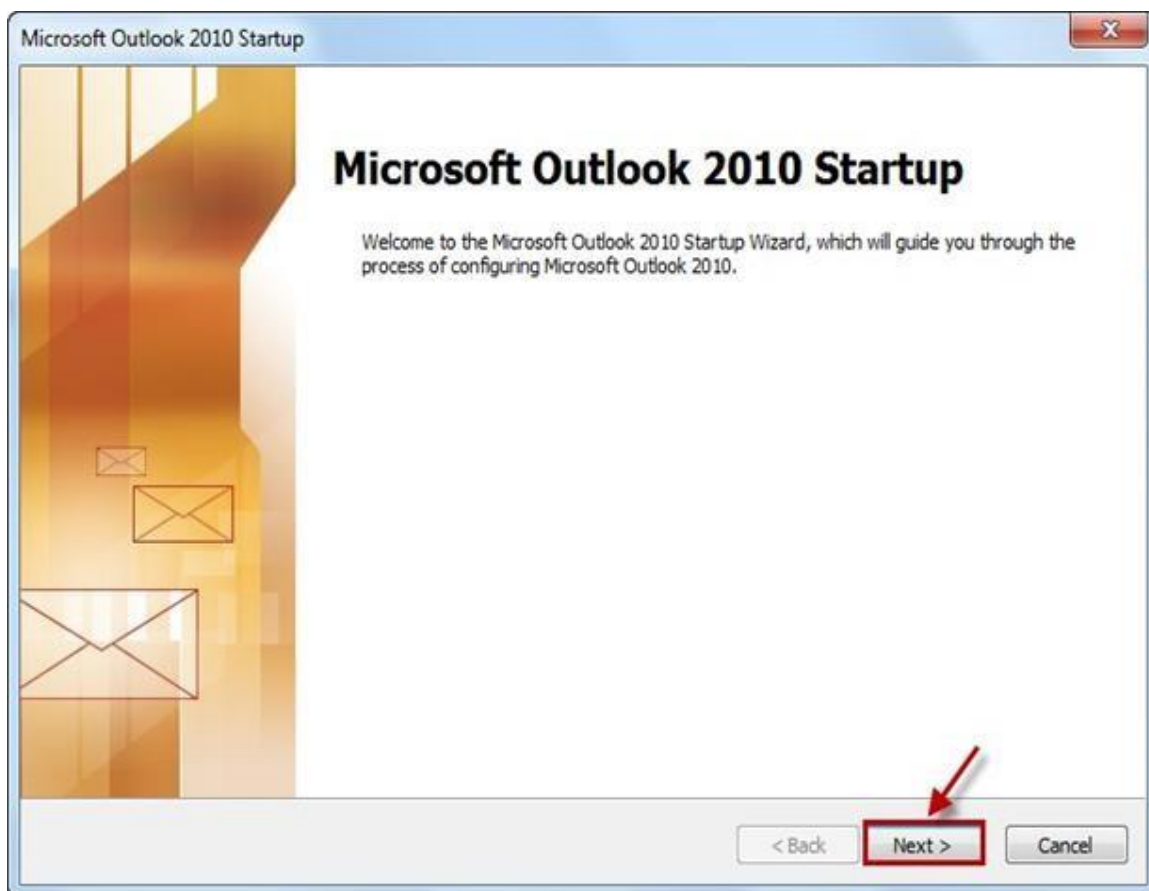 Microsoft Outlook 2010 Startup
Microsoft Outlook 2010 Startup
Welcome to the Microsoft Outlook 2010 Startup Wizard, which will guide you through the
process of configuring Microsoft Outlook 2010.
< Back Next > Cancel